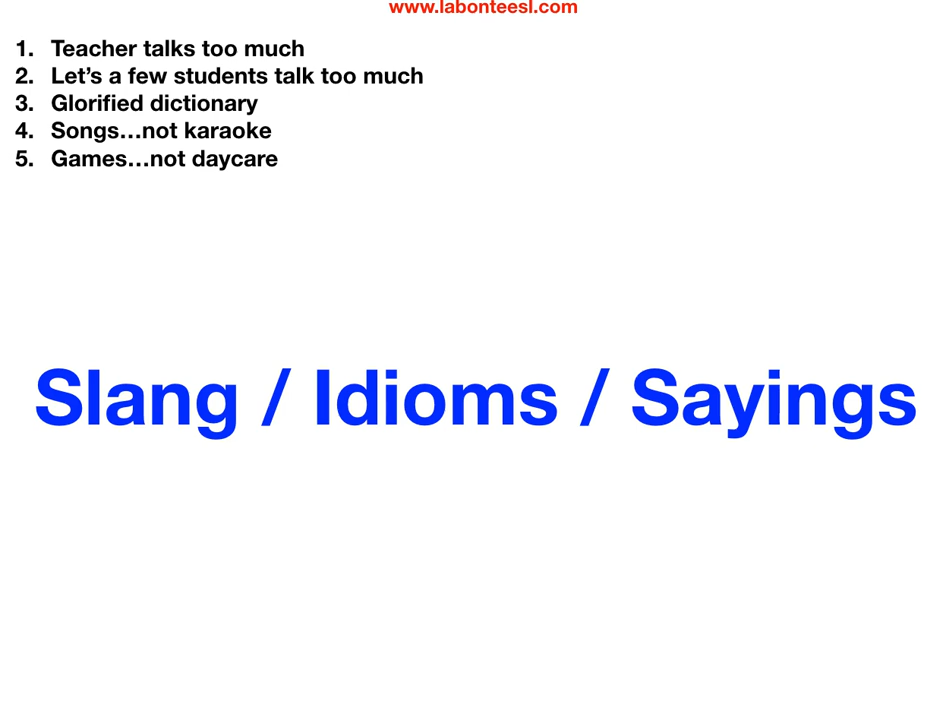 www.labonteesl.com
1. Teacher talks too much
2. Let’s a few students talk too much
3. Glorified dictionary
4. Songs…not karaoke
5. Games…not daycare
Slang / Idioms / Sayings